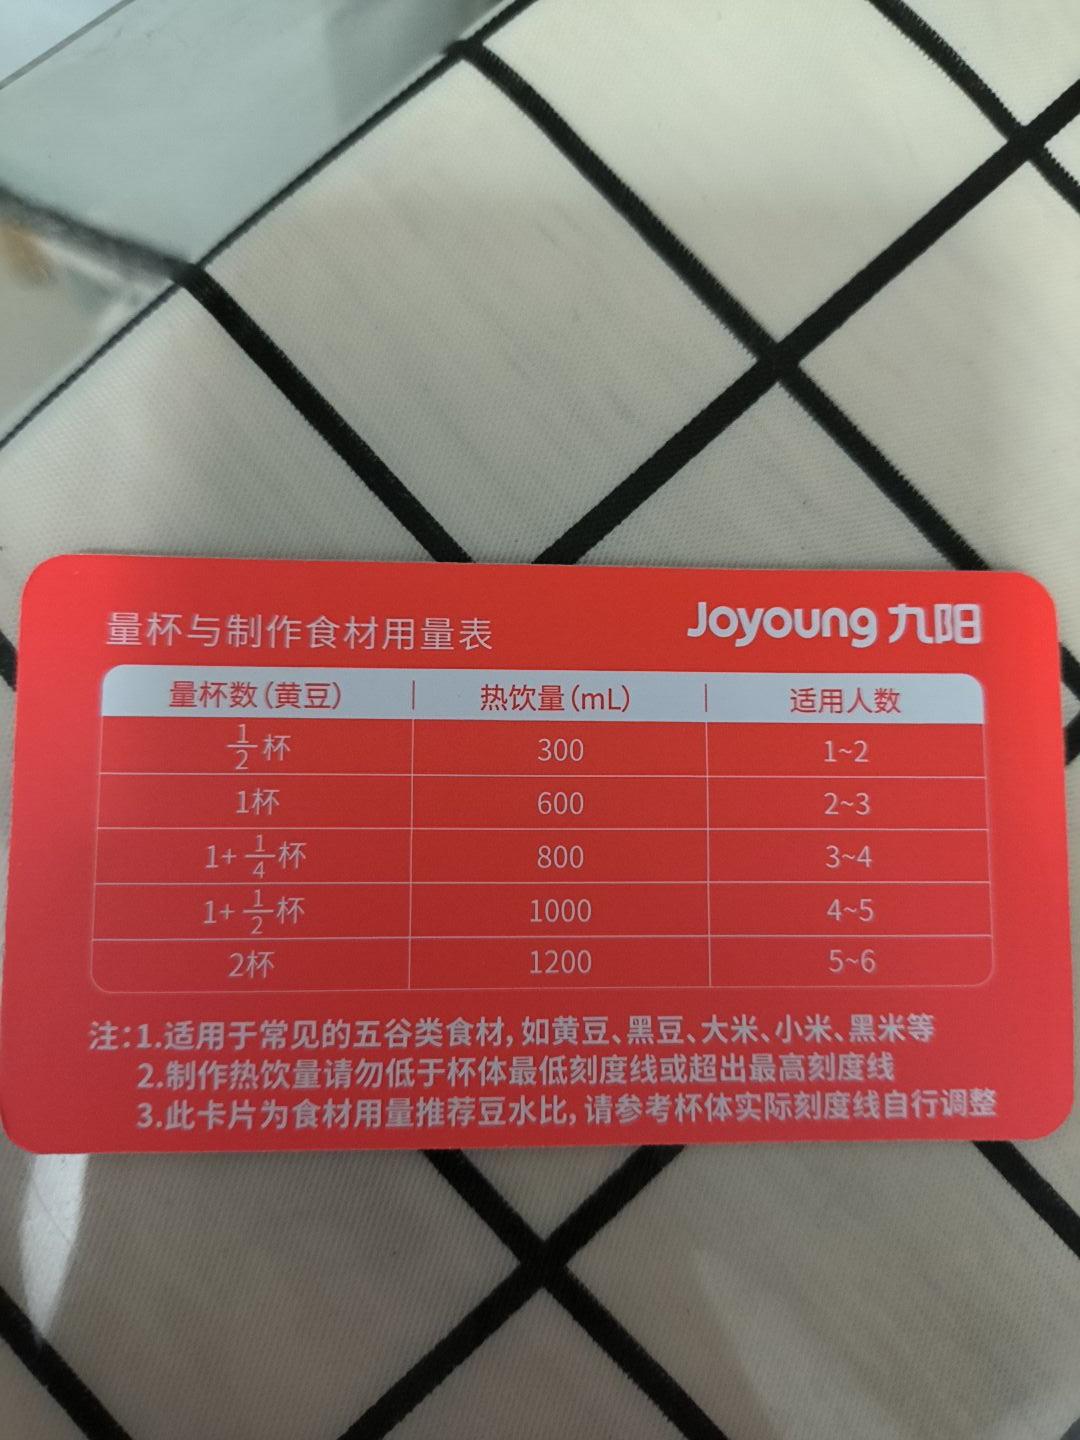 量杯与制作食材用量表
Joyoung 九阳
量杯数(黄豆) 热饮量(mL) 适用人数
1/2杯 300 1~2
1杯 600 2~3
1+1/4杯 800 3~4
1+1/2杯 1000 4~5
2杯 1200 5~6
注:1.适用于常见的五谷类食材,如黄豆、黑豆、大米、小米、黑米等
2.制作热饮量请勿低于杯体最低刻度线或超出最高刻度线
3.此卡片为食材用量推荐豆水比,请参考杯体实际刻度线自行调整